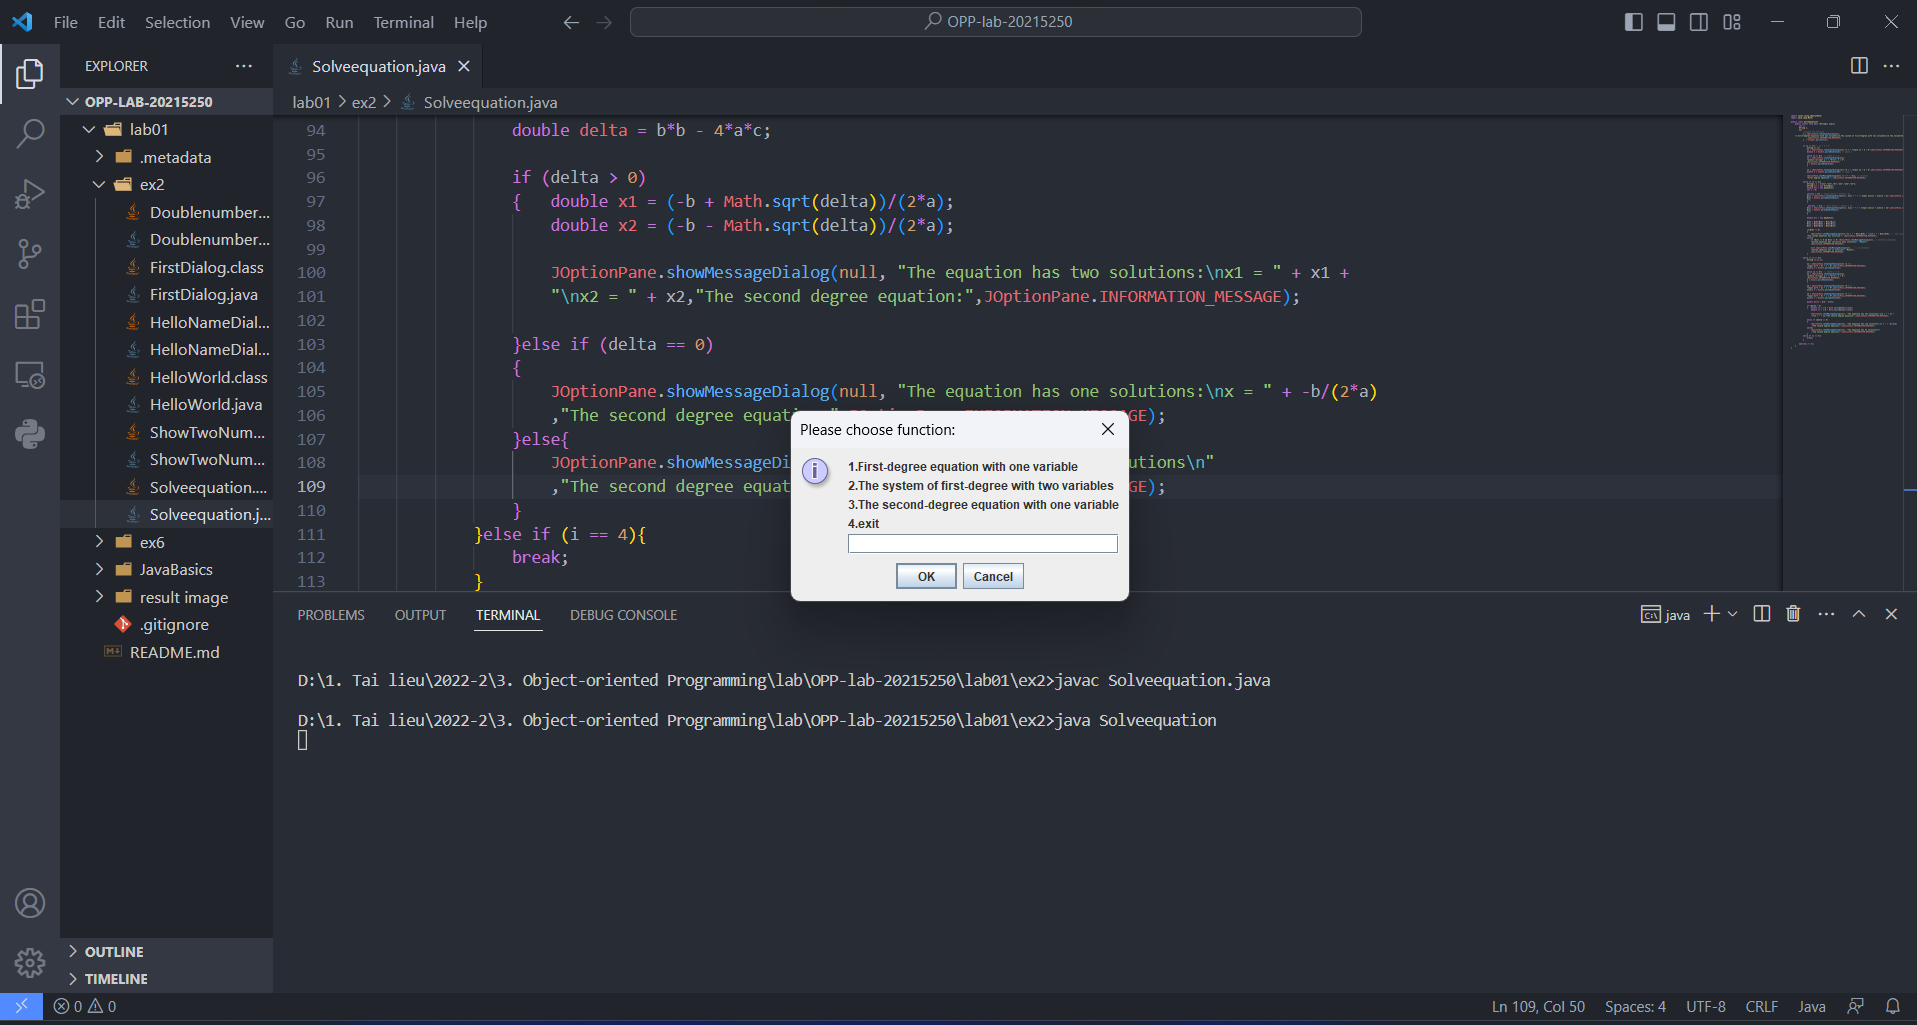 File Edit Selection View Go Run Terminal Help
OPP-lab-20215250
EXPLORER
OPP-LAB-20215250
lab01
.metadata
ex2
Doublenumber...
Doublenumber...
FirstDialog.class
FirstDialog.java
HelloNameDial...
HelloNameDial...
HelloWorld.class
HelloWorld.java
ShowTwoNum...
ShowTwoNum...
Solveequation....
Solveequation.j...
ex6
JavaBasics
result image
.gitignore
README.md
OUTLINE
TIMELINE
Solveequation.java
lab01 > ex2 > Solveequation.java
94 double delta = b*b - 4*a*c;
95
96 if (delta > 0)
97 { double x1 = (-b + Math.sqrt(delta))/(2*a);
98 double x2 = (-b - Math.sqrt(delta))/(2*a);
99
100 JOptionPane.showMessageDialog(null, "The equation has two solutions:\nx1 = " + x1 +
101 "\nx2 = " + x2,"The second degree equation:",JOptionPane.INFORMATION_MESSAGE);
102
103 }else if (delta == 0)
104 {
105 JOptionPane.showMessageDialog(null, "The equation has one solutions:\nx = " + -b/(2*a)
106 ,"The second degree equat GE);
107 }else{
108 JOptionPane.showMessageDi utions\n"
109 ,"The second degree equat GE);
110 }
111 }else if (i == 4){
112 break;
113 }
Please choose function:
1.First-degree equation with one variable
2.The system of first-degree with two variables
3.The second-degree equation with one variable
4.exit
OK Cancel
PROBLEMS OUTPUT TERMINAL DEBUG CONSOLE
java
D:\1. Tai lieu\2022-2\3. Object-oriented Programming\lab\OPP-lab-20215250\lab01\ex2>javac Solveequation.java
D:\1. Tai lieu\2022-2\3. Object-oriented Programming\lab\OPP-lab-20215250\lab01\ex2>java Solveequation
0 0
Ln 109, Col 50 Spaces: 4 UTF-8 CRLF Java